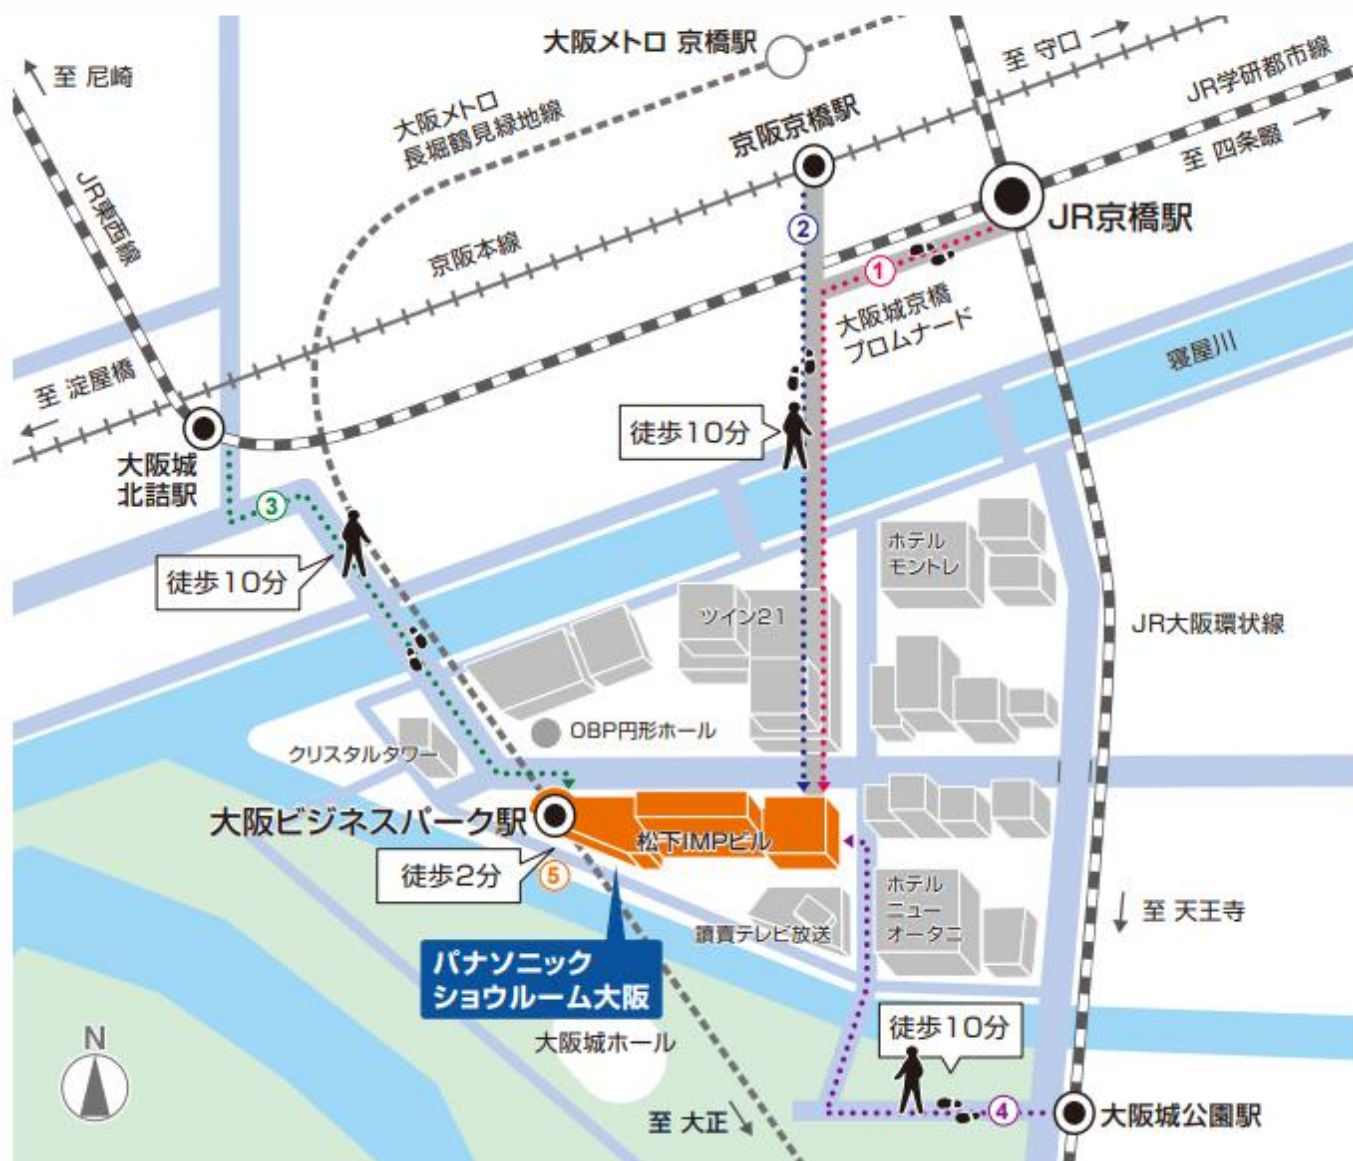 大阪メトロ 京橋駅
至 守口
JR学研都市線
至 四条畷
至 尼崎
大阪メトロ
長堀鶴見緑地線
京阪京橋駅
JR京橋駅
JR東西線
京阪本線
②
①
大阪城京橋
プロムナード
寝屋川
至 淀屋橋
大阪城
北詰駅
徒歩10分
③
徒歩10分
ホテル
モントレ
ツイン21
JR大阪環状線
OBP円形ホール
クリスタルタワー
大阪ビジネスパーク駅
松下IMPビル
徒歩2分
⑤
ホテル
ニュー
オータニ
至 天王寺
讀賣テレビ放送
パナソニック
ショウルーム大阪
大阪城ホール
徒歩10分
N
至 大正
④
大阪城公園駅